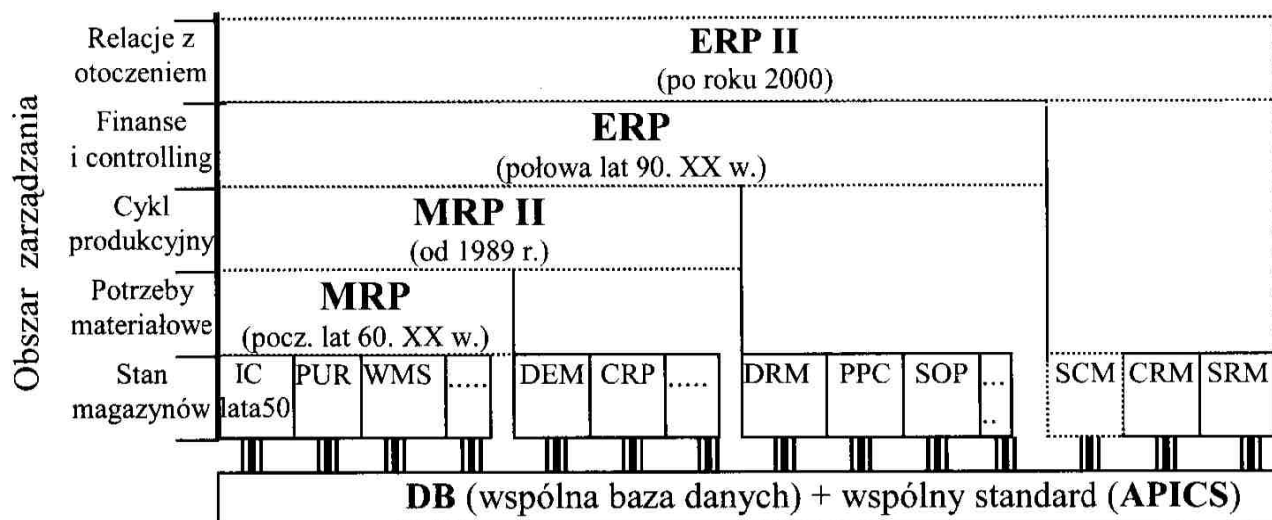 Obszar zarządzania
Relacje z
otoczeniem
ERP II
(po roku 2000)
Finanse
i controlling
ERP
(połowa lat 90. XX w.)
Cykl
produkcyjny
MRP II
(od 1989 r.)
Potrzeby
materiałowe
MRP
(pocz. lat 60. XX w.)
Stan
magazynów
IC
lata50
PUR
WMS
.....
DEM
CRP
.....
DRM
PPC
SOP
...
..
SCM
CRM
SRM
DB (wspólna baza danych) + wspólny standard (APICS)